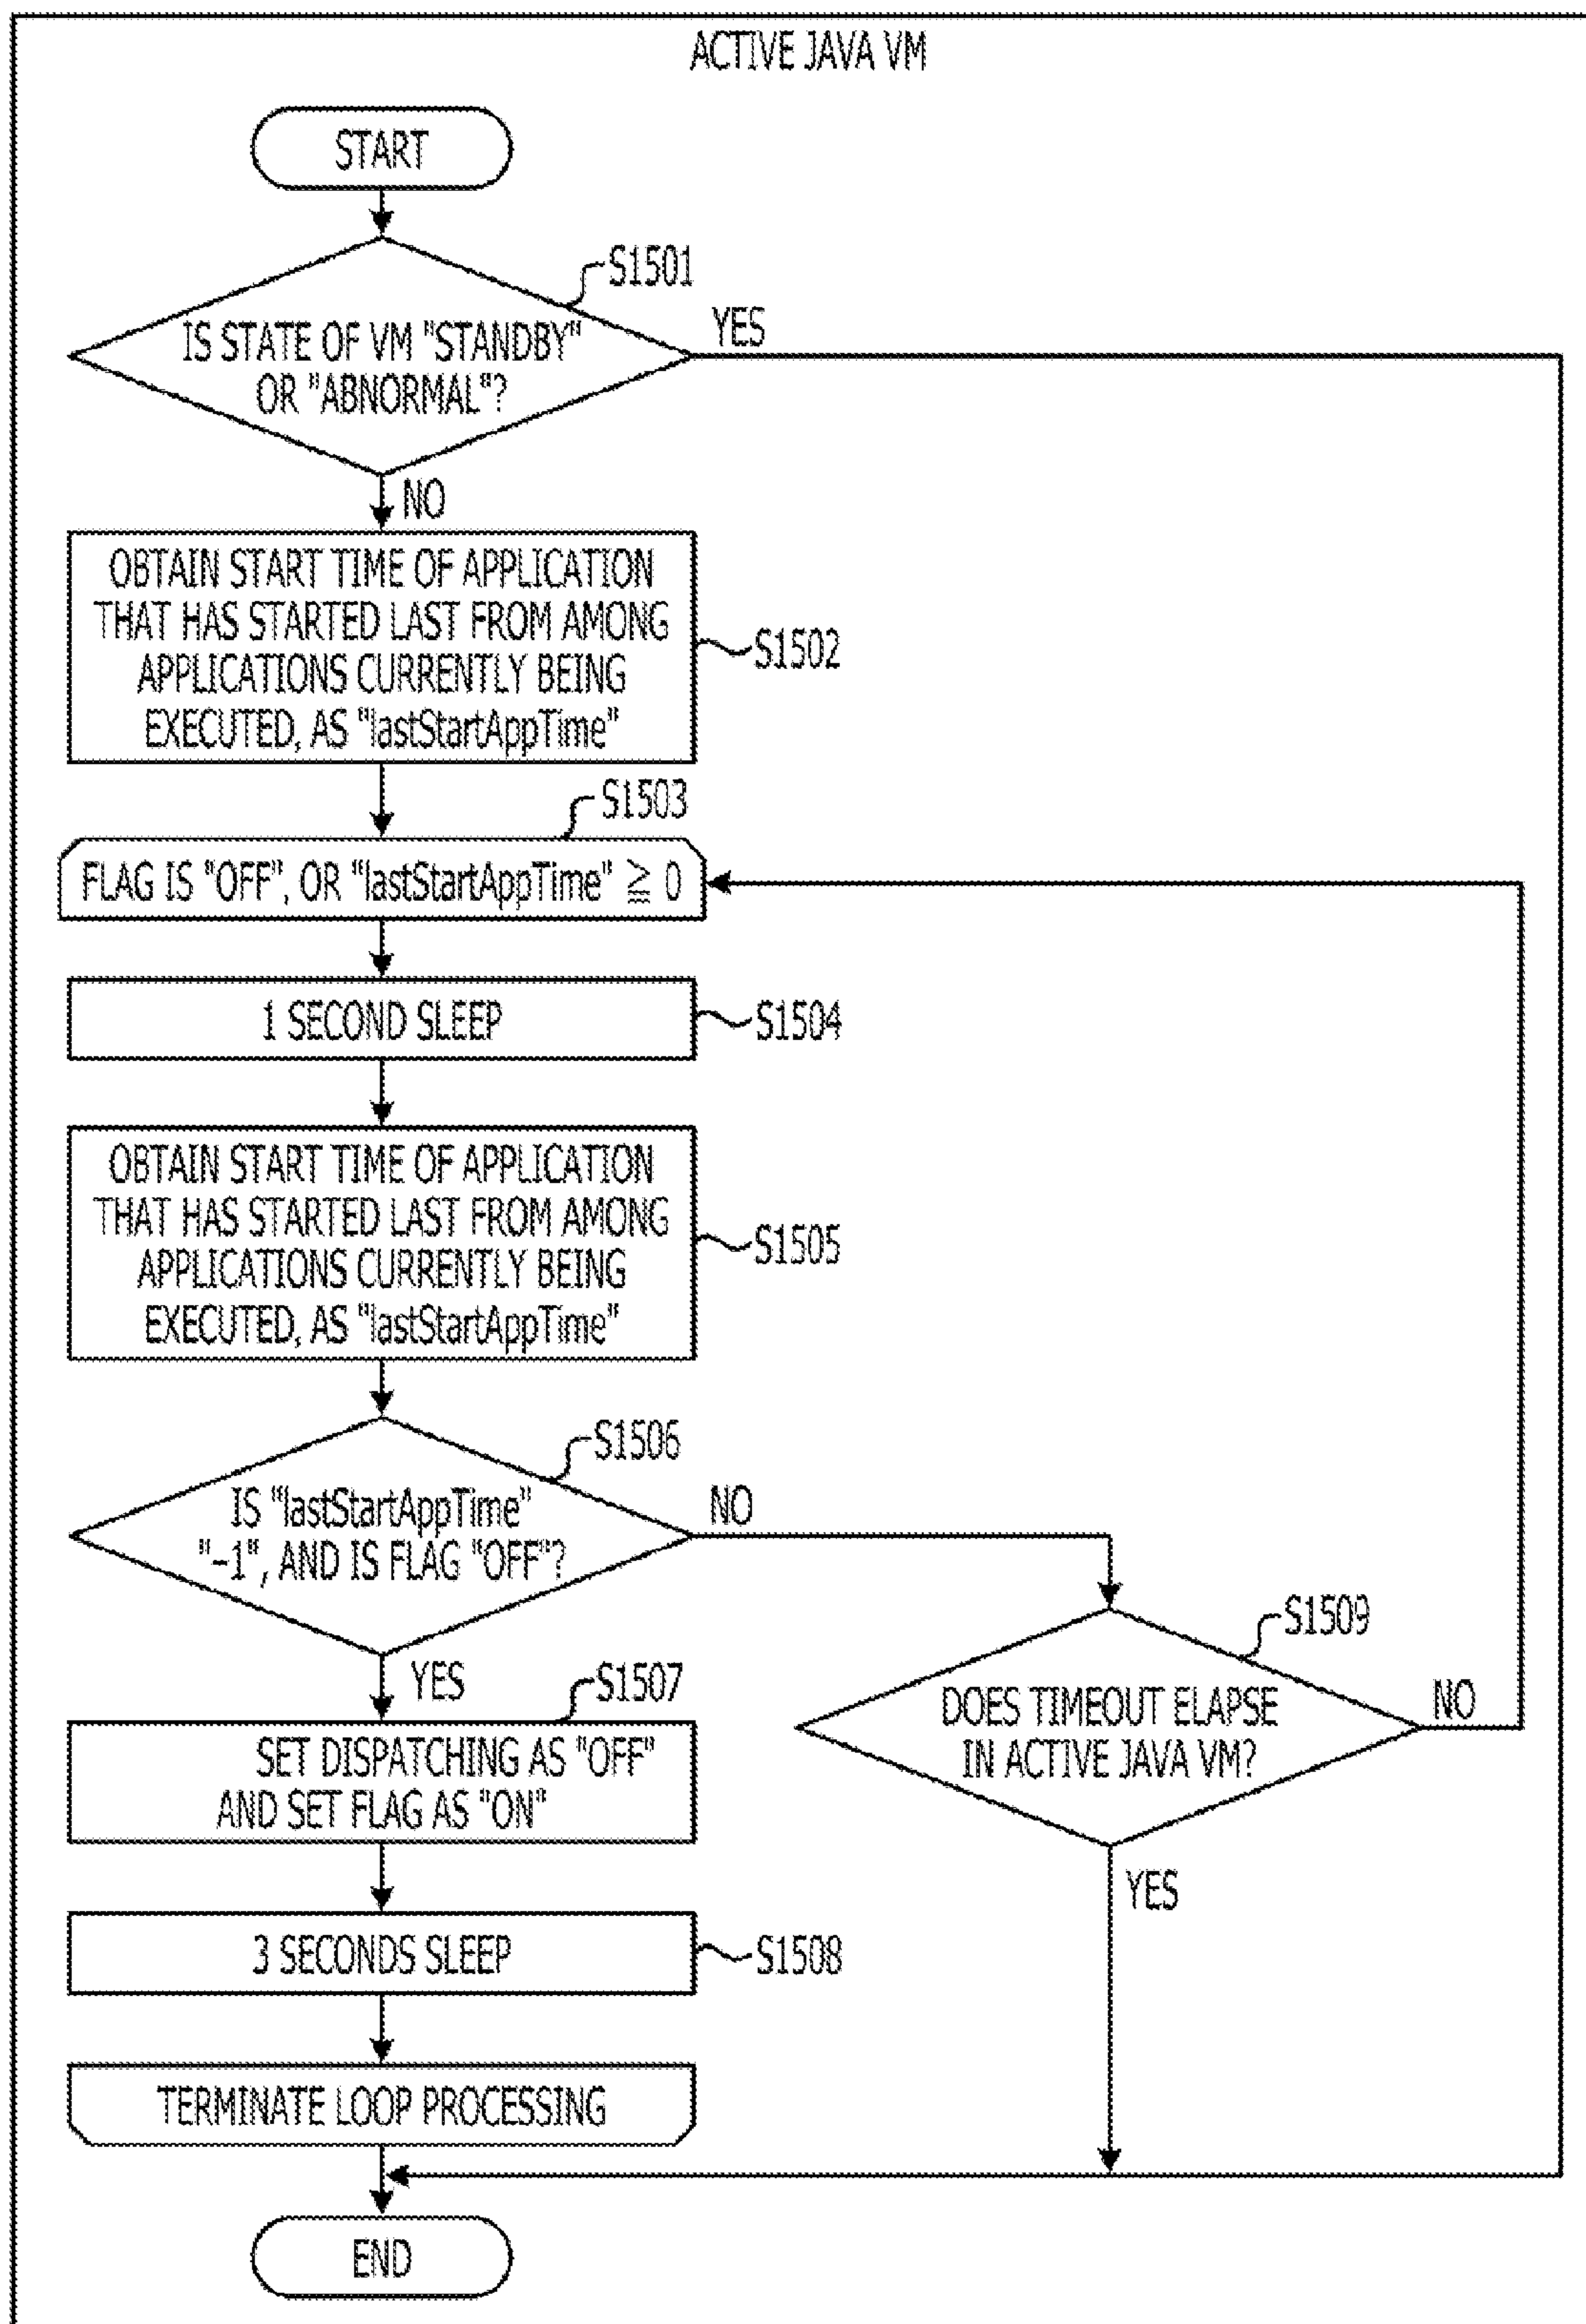 ACTIVE JAVA VM
START
S1501
IS STATE OF VM "STANDBY"
OR "ABNORMAL"?
YES
NO
OBTAIN START TIME OF APPLICATION
THAT HAS STARTED LAST FROM AMONG
APPLICATIONS CURRENTLY BEING
EXECUTED, AS "lastStartAppTime"
S1502
S1503
FLAG IS "OFF", OR "lastStartAppTime" ≧ 0
1 SECOND SLEEP
S1504
OBTAIN START TIME OF APPLICATION
THAT HAS STARTED LAST FROM AMONG
APPLICATIONS CURRENTLY BEING
EXECUTED, AS "lastStartAppTime"
S1505
S1506
IS "lastStartAppTime"
"-1", AND IS FLAG "OFF"?
NO
YES
S1509
DOES TIMEOUT ELAPSE
IN ACTIVE JAVA VM?
NO
YES
S1507
SET DISPATCHING AS "OFF"
AND SET FLAG AS "ON"
3 SECONDS SLEEP
S1508
TERMINATE LOOP PROCESSING
END